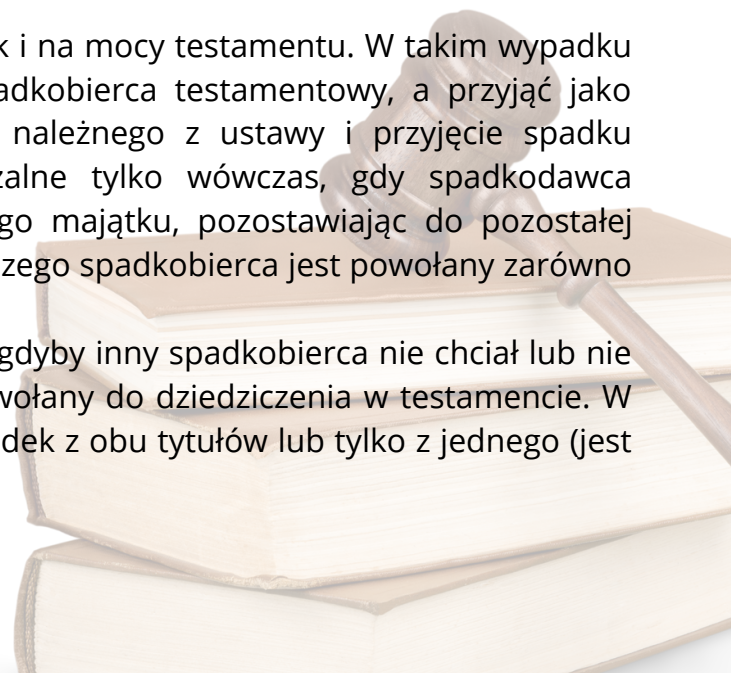 k i na mocy testamentu. W takim wypadku
adkobierca testamentowy, a przyjąć jako
należnego z ustawy i przyjęcie spadku
zalne tylko wówczas, gdy spadkodawca
go majątku, pozostawiając do pozostałej
zego spadkobierca jest powołany zarówno
gdyby inny spadkobierca nie chciał lub nie
wołany do dziedziczenia w testamencie. W
dek z obu tytułów lub tylko z jednego (jest